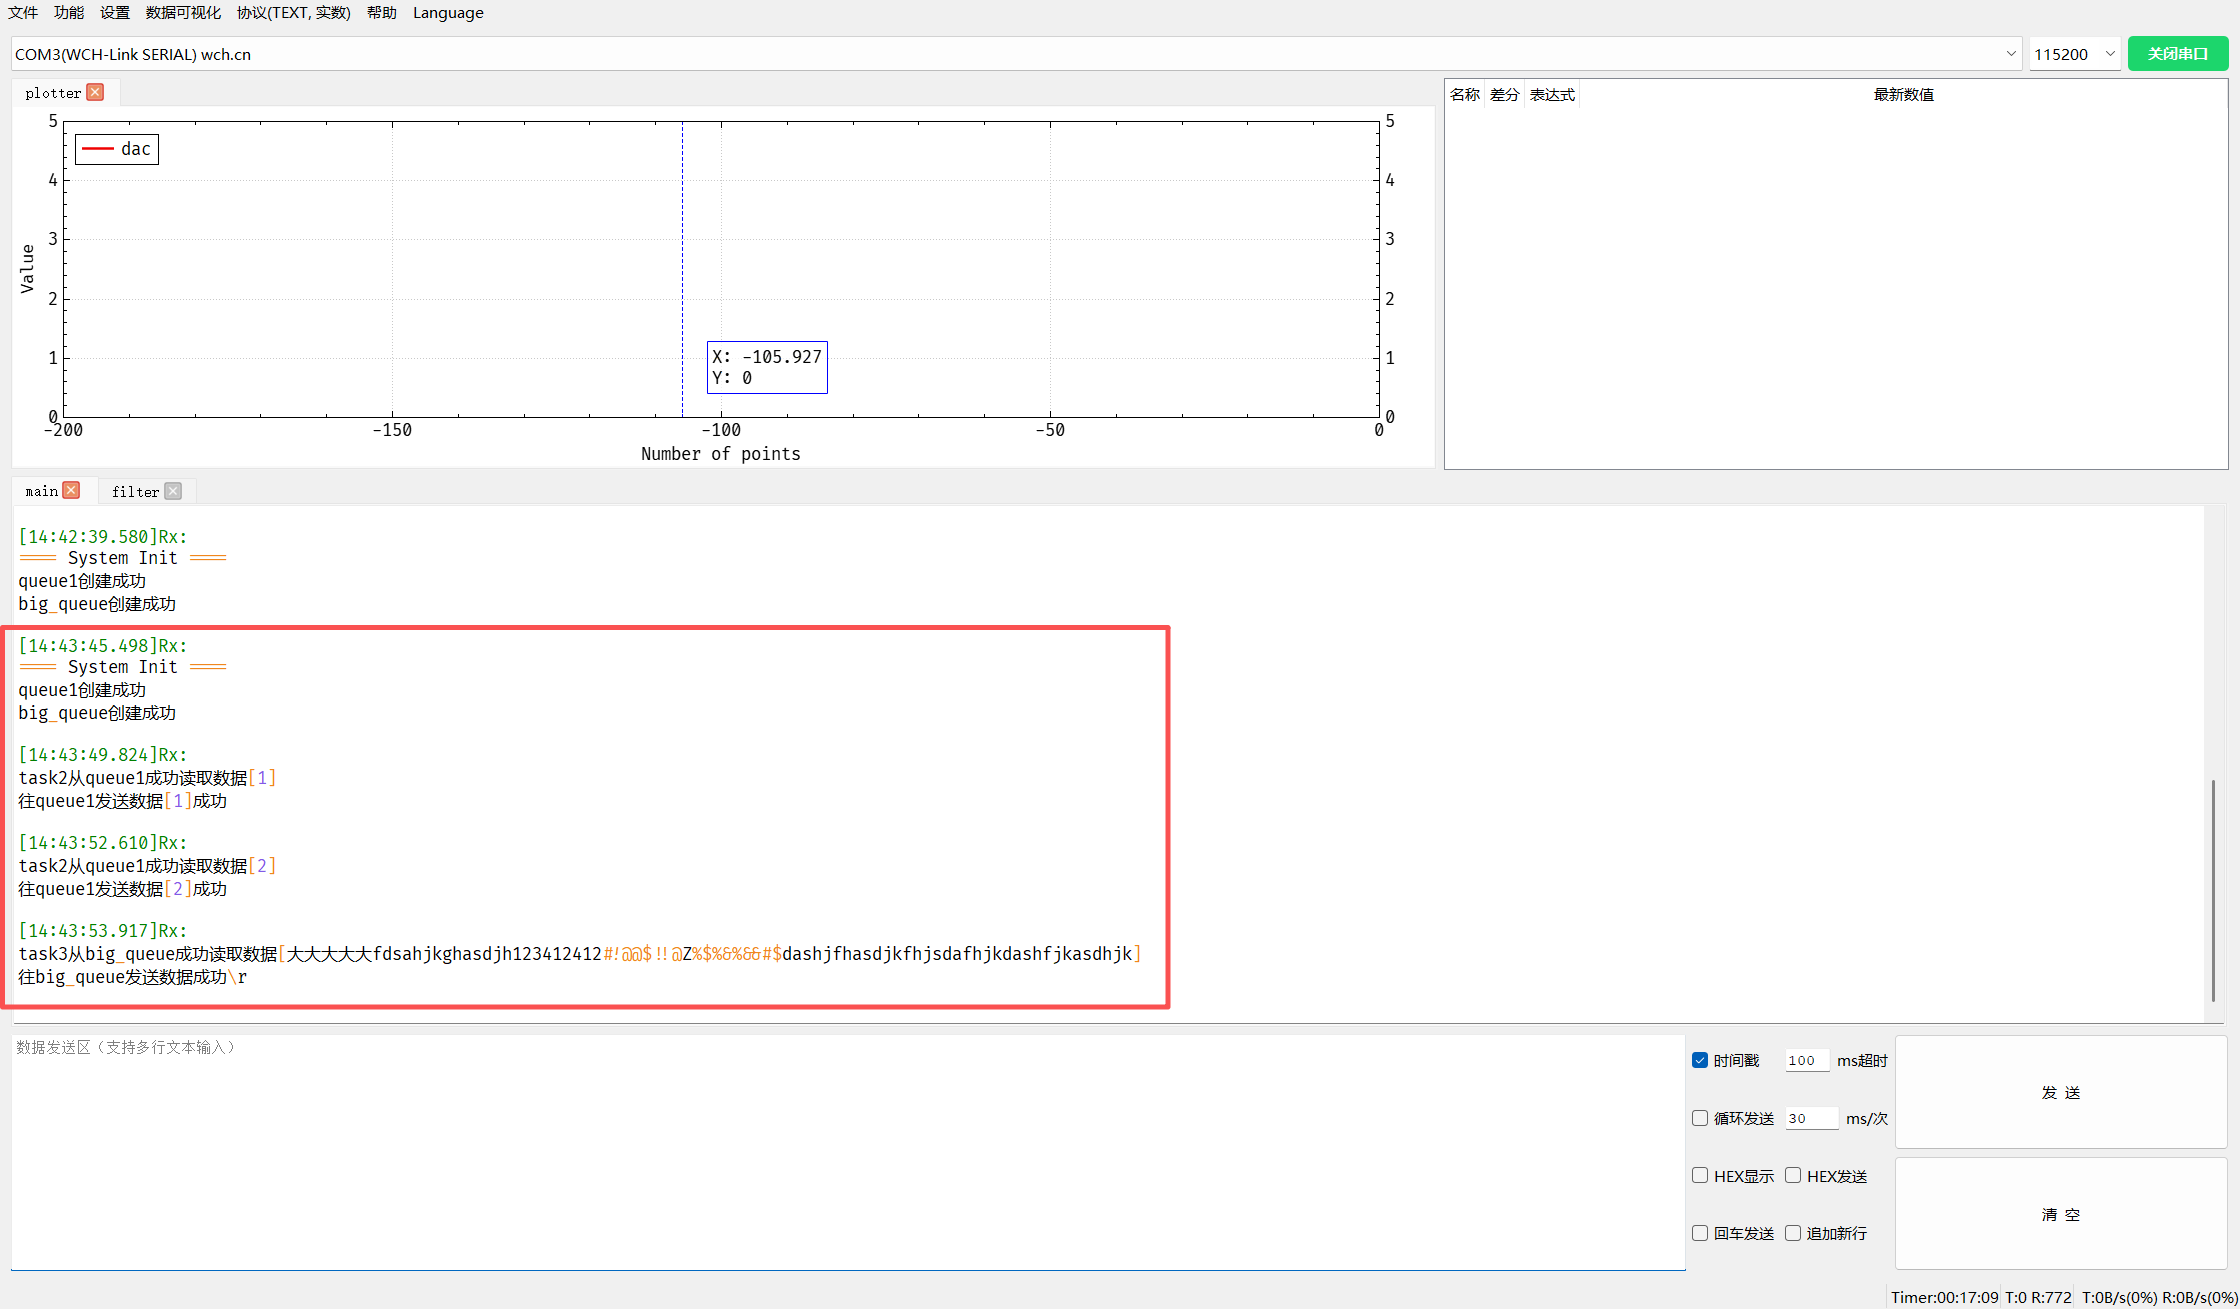 文件 功能 设置 数据可视化 协议(TEXT, 实数) 帮助 Language
COM3(WCH-Link SERIAL) wch.cn 115200 关闭串口
plotter
名称 差分 表达式 最新数值
dac
5 5
4 4
3 3
2 2
1 1
0 0
Value
X: -105.927
Y: 0
-200 -150 -100 -50 0
Number of points
main filter
[14:42:39.580]Rx:
==== System Init ====
queue1创建成功
big_queue创建成功
[14:43:45.498]Rx:
==== System Init ====
queue1创建成功
big_queue创建成功
[14:43:49.824]Rx:
task2从queue1成功读取数据[1]
往queue1发送数据[1]成功
[14:43:52.610]Rx:
task2从queue1成功读取数据[2]
往queue1发送数据[2]成功
[14:43:53.917]Rx:
task3从big_queue成功读取数据[大大大大大fdsahjkghasdjh123412412#!@@$!!@Z%$%&%&&#$dashjfhasdjkfhjsdafhjkdashfjkasdhjk]
往big_queue发送数据成功\r
数据发送区（支持多行文本输入）
时间戳 100 ms超时
循环发送 30 ms/次
HEX显示 HEX发送
回车发送 追加新行
发 送
清 空
Timer:00:17:09 T:0 R:772 T:0B/s(0%) R:0B/s(0%)